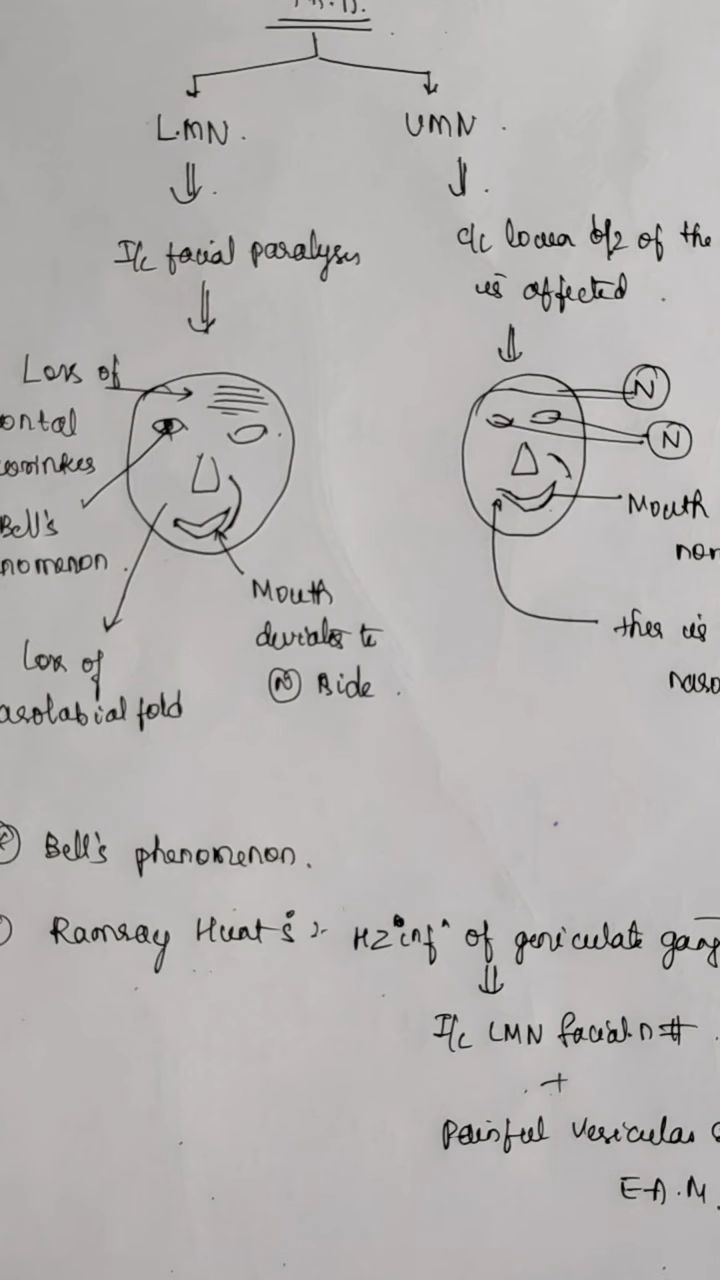 LMN.
UMN.
I/c facial paralysis
c/c lower 1/2 of the
is affected.
Loss of
ontal
wrinkes
Bell's
nomenon.
Loss of
asolabial fold
Mouth
deviates to
N side.
N
N
Mouth
nor
ther is
naso
Bell's phenomenon.
Ramsay Hunt's :- HZ inf^n of geniculate gang
I/c LMN facial.n #.
+
Painful vesicular
E.A.M.